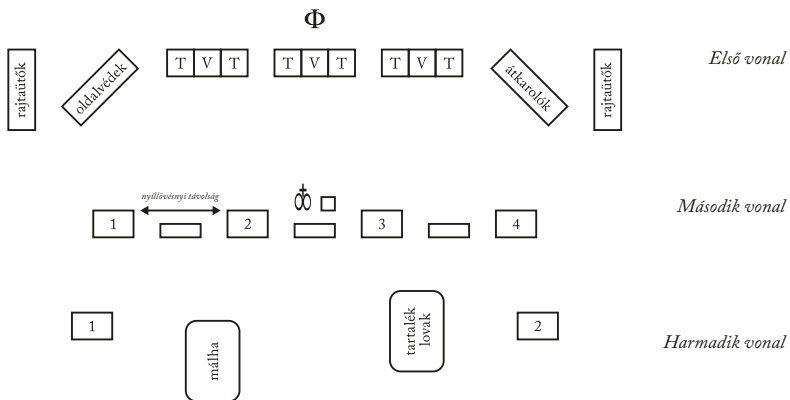 Φ
rajtaütők
oldalvédek
T V T
T V T
T V T
átkarolók
rajtaütők
Első vonal
nyíllövésnyi távolság
Második vonal
1
2
3
4
1
málha
tartalék
lovak
2
Harmadik vonal